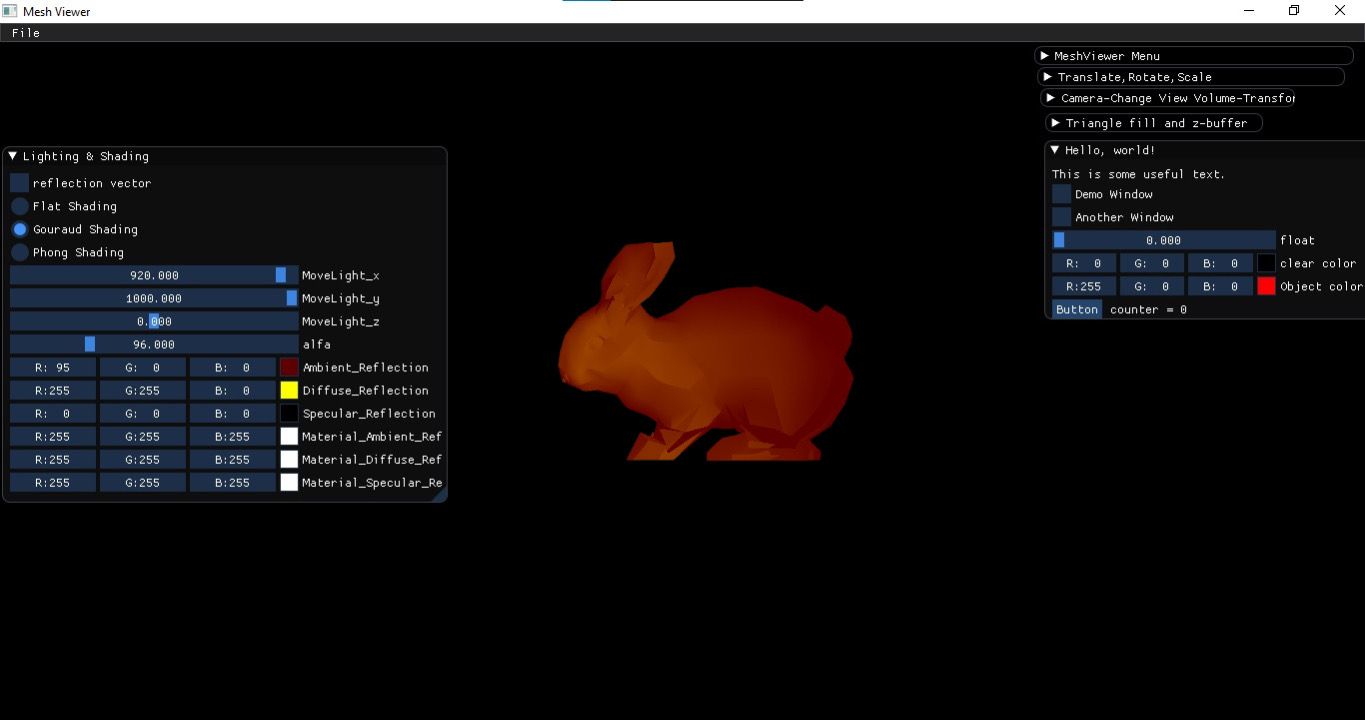 Mesh Viewer
File
MeshViewer Menu
Translate,Rotate,Scale
Camera-Change View Volume-Transfor
Triangle fill and z-buffer
Lighting & Shading
reflection vector
Flat Shading
Gouraud Shading
Phong Shading
920.000 MoveLight_x
1000.000 MoveLight_y
0.000 MoveLight_z
96.000 alfa
R: 95 G: 0 B: 0 Ambient_Reflection
R:255 G:255 B: 0 Diffuse_Reflection
R: 0 G: 0 B: 0 Specular_Reflection
R:255 G:255 B:255 Material_Ambient_Ref
R:255 G:255 B:255 Material_Diffuse_Ref
R:255 G:255 B:255 Material_Specular_Re
Hello, world!
This is some useful text.
Demo Window
Another Window
0.000 float
R: 0 G: 0 B: 0 clear color
R:255 G: 0 B: 0 Object color
Button counter = 0